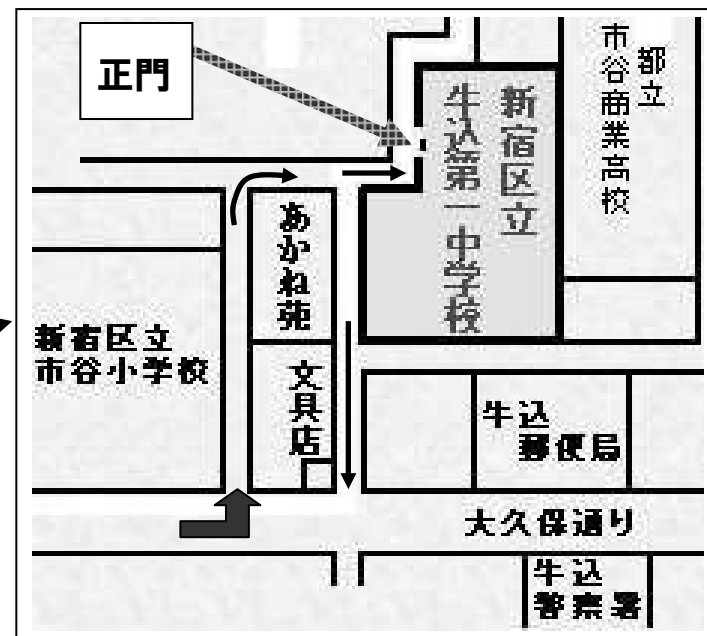 正門
都立
市谷商業高校
新宿区立
牛込第一中学校
あかね苑
新宿区立
市谷小学校
文具店
牛込
郵便局
大久保通り
牛込
警察署